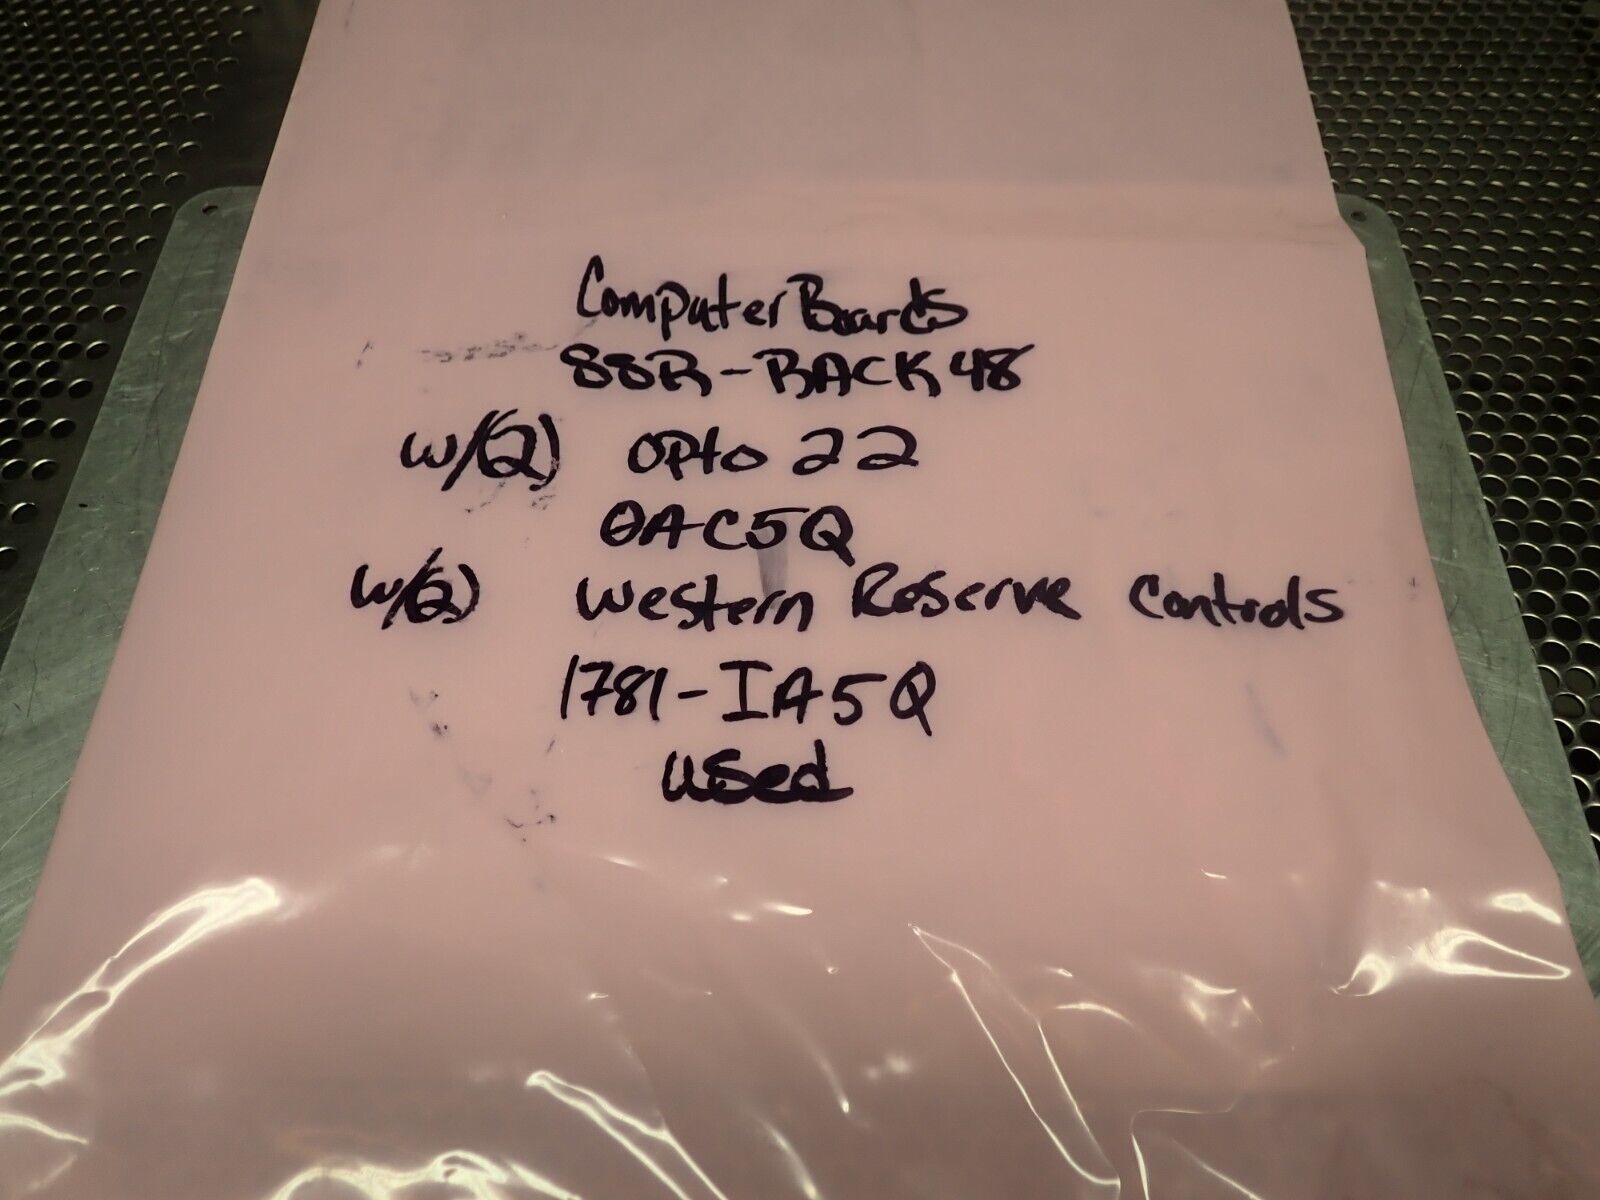 ComputerBoards
SSR-RACK48
w/(2) Opto 22
OAC5Q
w/(2) Western Reserve Controls
1781-IA5Q
Used